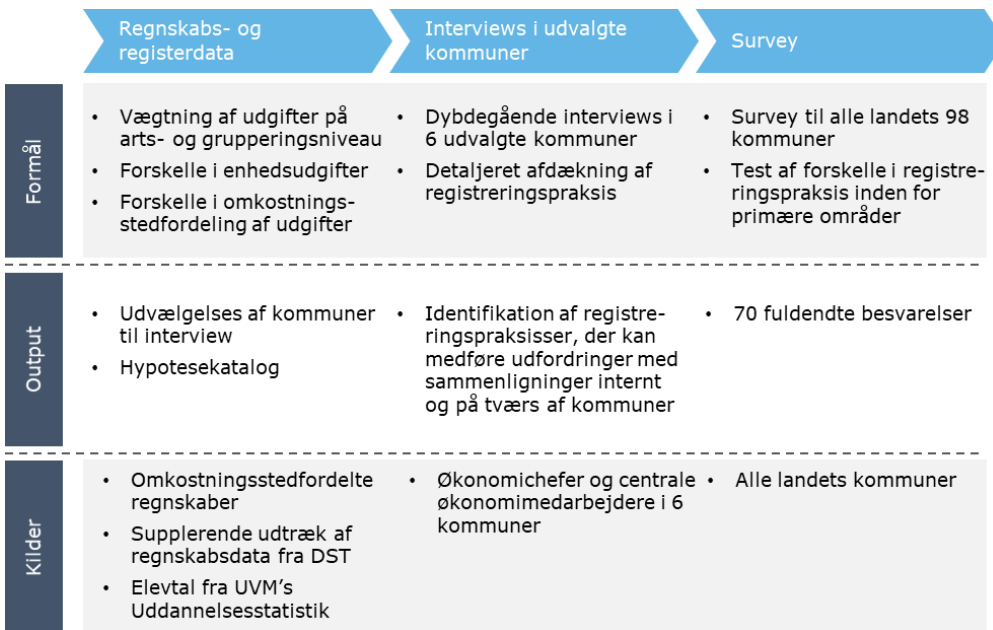 Regnskabs- og
registerdata
Interviews i udvalgte
kommuner
Survey
Formål
• Vægtning af udgifter på
arts- og grupperingsniveau
• Forskelle i enhedsudgifter
• Forskelle i omkostnings-
stedfordeling af udgifter
• Dybdegående interviews i
6 udvalgte kommuner
• Detaljeret afdækning af
registreringspraksis
• Survey til alle landets 98
kommuner
• Test af forskelle i registre-
ringspraksis inden for
primære områder
Output
• Udvælgelses af kommuner
til interview
• Hypotesekatalog
• Identifikation af registre-
ringspraksisser, der kan
medføre udfordringer med
sammenligninger internt
og på tværs af kommuner
• 70 fuldendte besvarelser
Kilder
• Omkostningsstedfordelte
regnskaber
• Supplerende udtræk af
regnskabsdata fra DST
• Elevtal fra UVM's
Uddannelsesstatistik
• Økonomichefer og centrale
økonomimedarbejdere i 6
kommuner
• Alle landets kommuner